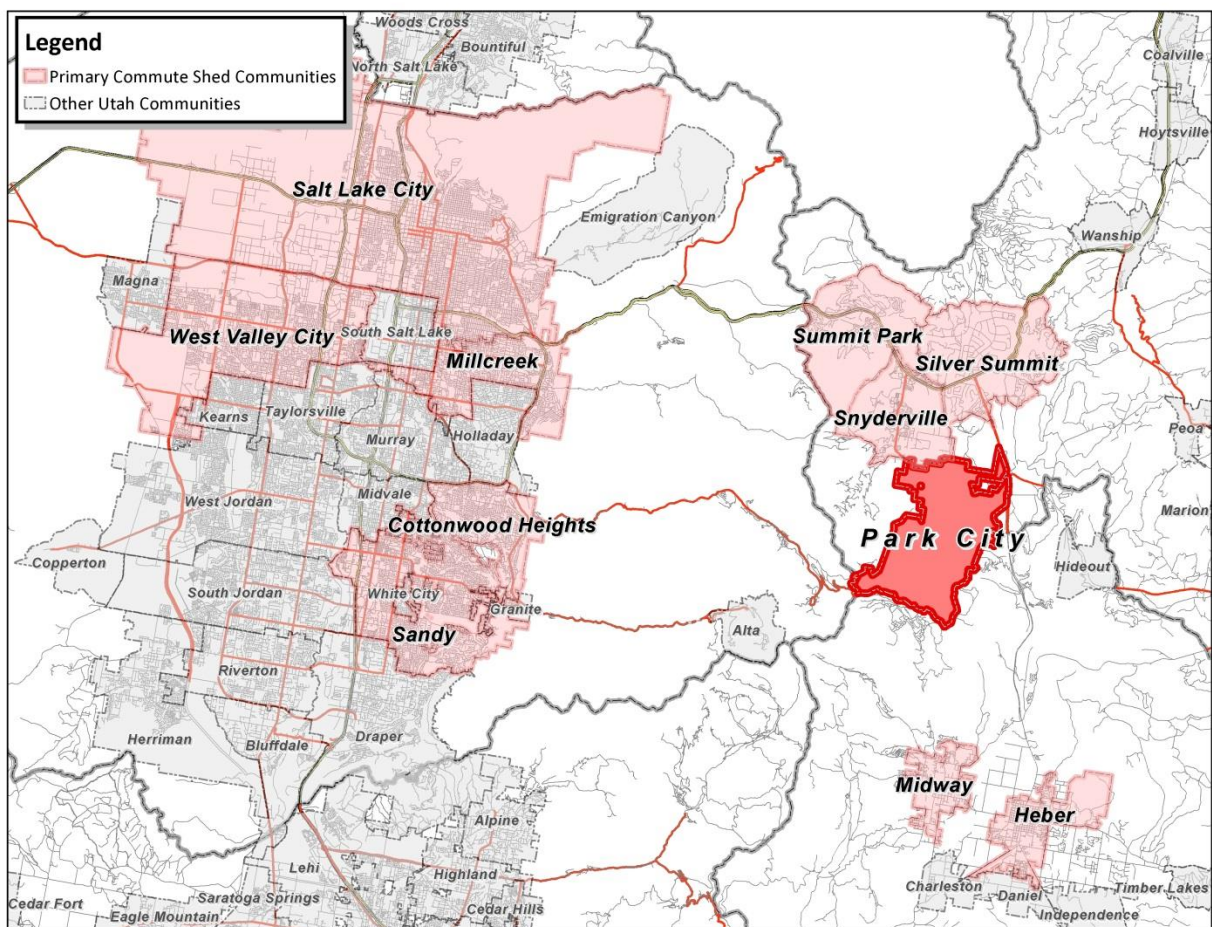 Legend
Primary Commute Shed Communities
Other Utah Communities
Woods Cross
Bountiful
North Salt Lake
Coalville
Hoytsville
Salt Lake City
Emigration Canyon
Wanship
Magna
West Valley City
South Salt Lake
Millcreek
Summit Park
Silver Summit
Kearns
Taylorsville
Murray
Holladay
Snyderville
Peoa
West Jordan
Midvale
Cottonwood Heights
Park City
Marion
Copperton
South Jordan
White City
Granite
Hideout
Sandy
Alta
Riverton
Herriman
Bluffdale
Draper
Midway
Heber
Alpine
Lehi
Highland
Charleston
Daniel
Timber Lakes
Cedar Fort
Saratoga Springs
Eagle Mountain
Cedar Hills
Independence